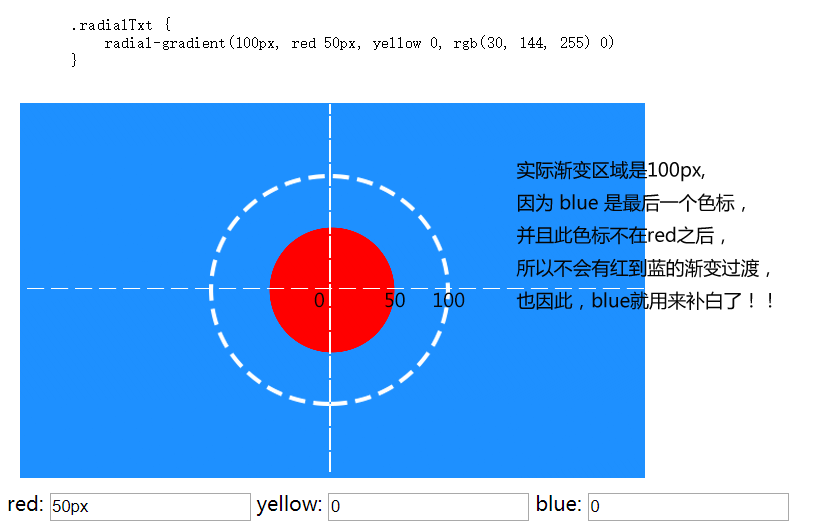 .radialTxt {
radial-gradient(100px, red 50px, yellow 0, rgb(30, 144, 255) 0)
}
实际渐变区域是100px,
因为 blue 是最后一个色标，
并且此色标不在red之后，
所以不会有红到蓝的渐变过渡，
也因此，blue就用来补白了！！
0 50 100
red: 50px yellow: 0 blue: 0